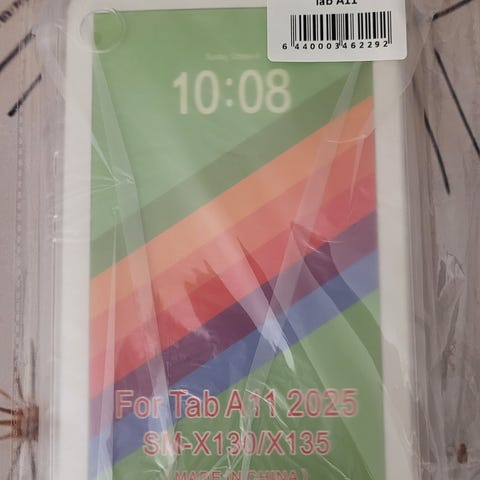 Tab A11
6 440003 462292
10:08
For Tab A11 2025
SM-X130/X135
(MADE IN CHINA)